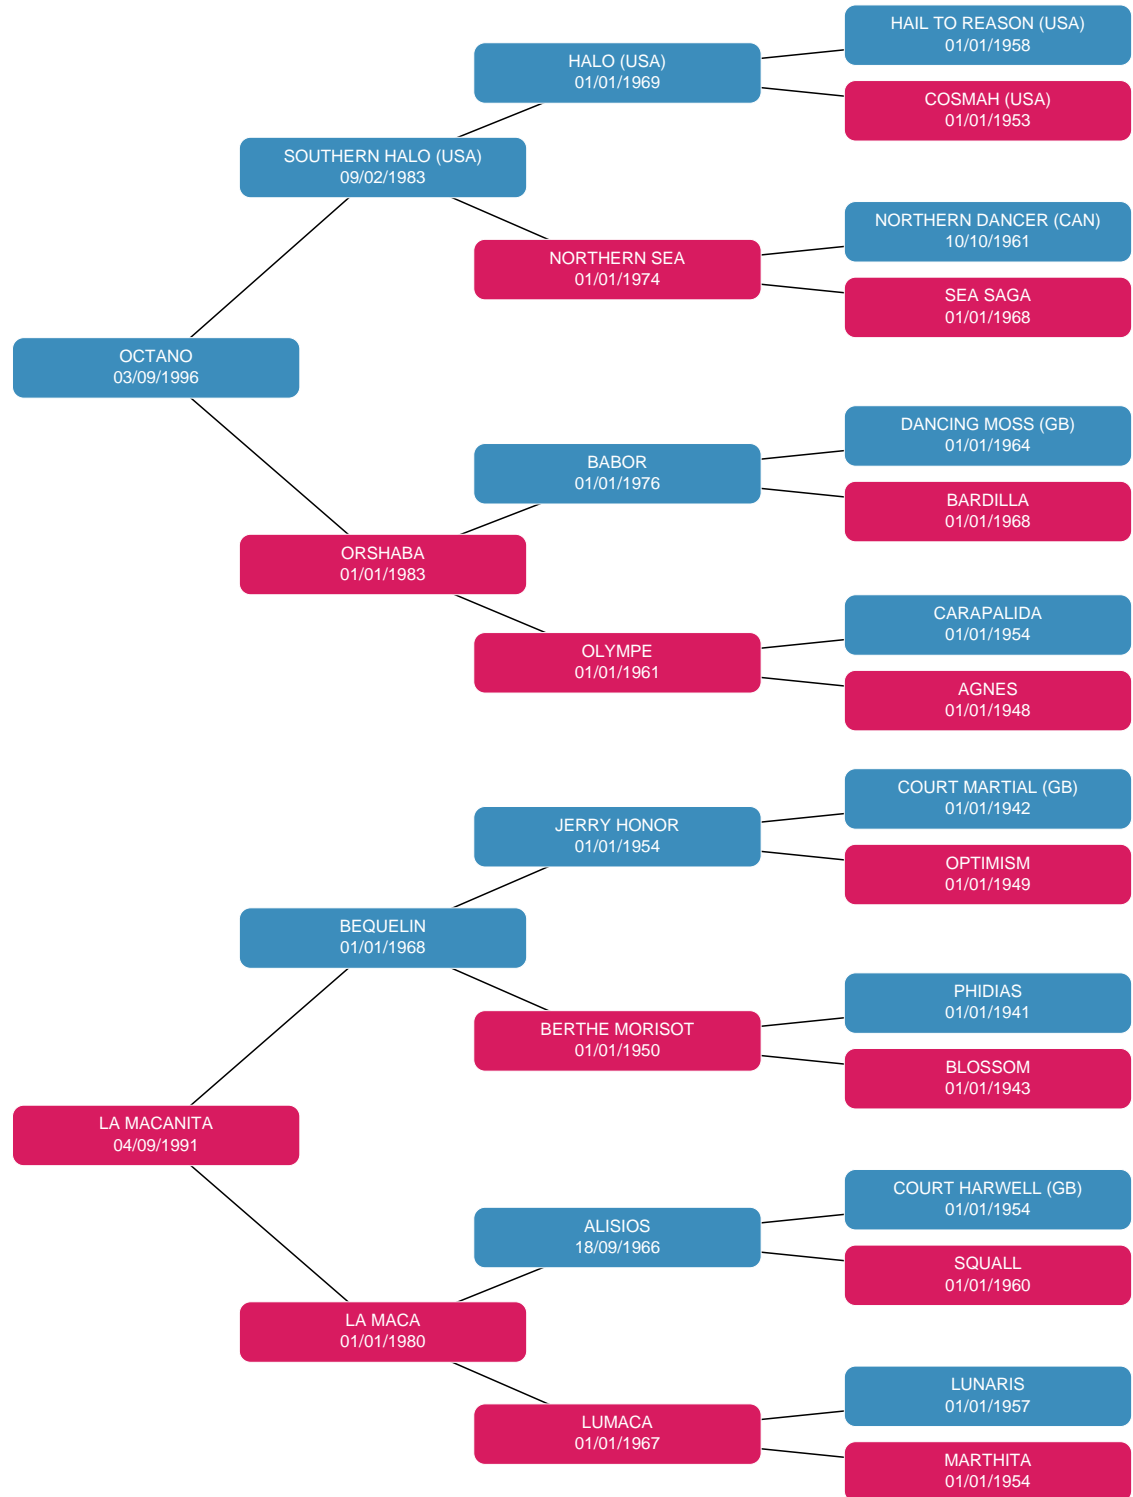 HAIL TO REASON (USA)
01/01/1958
HALO (USA)
01/01/1969
COSMAH (USA)
01/01/1953
SOUTHERN HALO (USA)
09/02/1983
NORTHERN DANCER (CAN)
10/10/1961
NORTHERN SEA
01/01/1974
SEA SAGA
01/01/1968
OCTANO
03/09/1996
DANCING MOSS (GB)
01/01/1964
BABOR
01/01/1976
BARDILLA
01/01/1968
ORSHABA
01/01/1983
CARAPALIDA
01/01/1954
OLYMPE
01/01/1961
AGNES
01/01/1948
COURT MARTIAL (GB)
01/01/1942
JERRY HONOR
01/01/1954
OPTIMISM
01/01/1949
BEQUELIN
01/01/1968
PHIDIAS
01/01/1941
BERTHE MORISOT
01/01/1950
BLOSSOM
01/01/1943
LA MACANITA
04/09/1991
COURT HARWELL (GB)
01/01/1954
ALISIOS
18/09/1966
SQUALL
01/01/1960
LA MACA
01/01/1980
LUNARIS
01/01/1957
LUMACA
01/01/1967
MARTHITA
01/01/1954